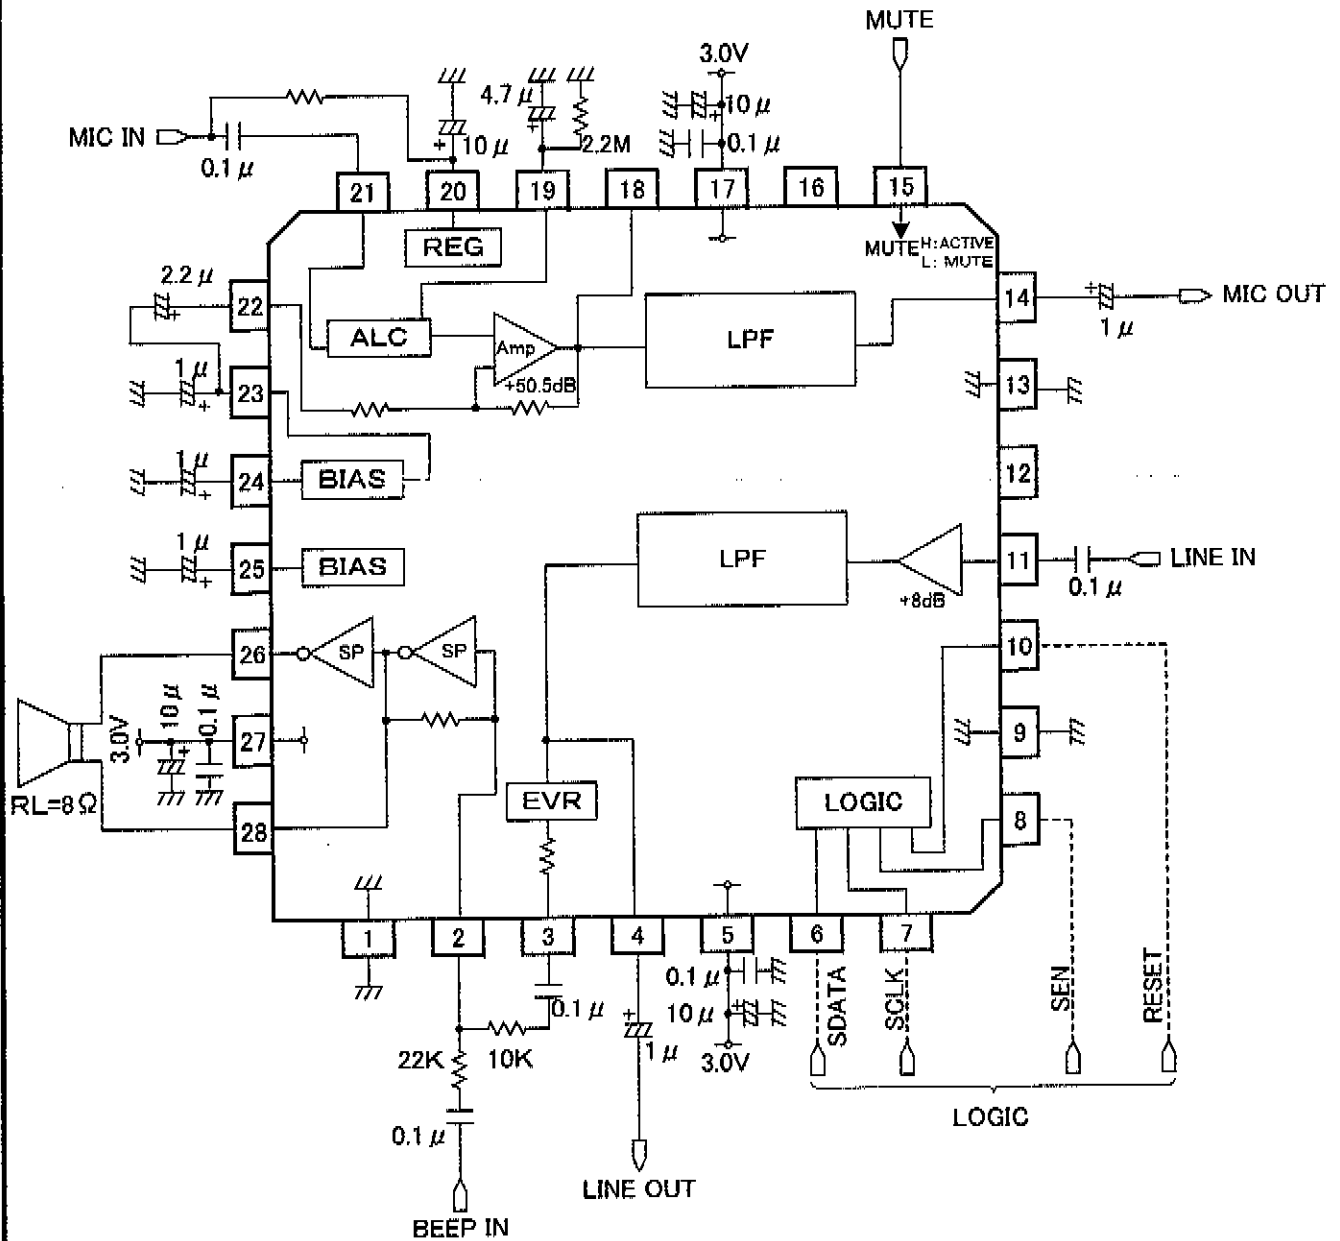 MUTE
3.0V
4.7 μ
10 μ
MIC IN
0.1 μ
10 μ
2.2M
0.1 μ
21
20
19
18
17
16
15
REG
MUTE H:ACTIVE
L: MUTE
2.2 μ
22
14
MIC OUT
1 μ
ALC
Amp
+50.5dB
LPF
1 μ
23
13
1 μ
24
BIAS
12
1 μ
25
BIAS
LPF
+8dB
11
LINE IN
0.1 μ
26
SP
SP
10
10 μ
0.1 μ
3.0V
27
9
RL=8Ω
EVR
LOGIC
8
28
1
2
3
4
5
6
7
0.1 μ
10 μ
3.0V
SDATA
SCLK
SEN
RESET
0.1 μ
22K
10K
1 μ
LOGIC
0.1 μ
LINE OUT
BEEP IN